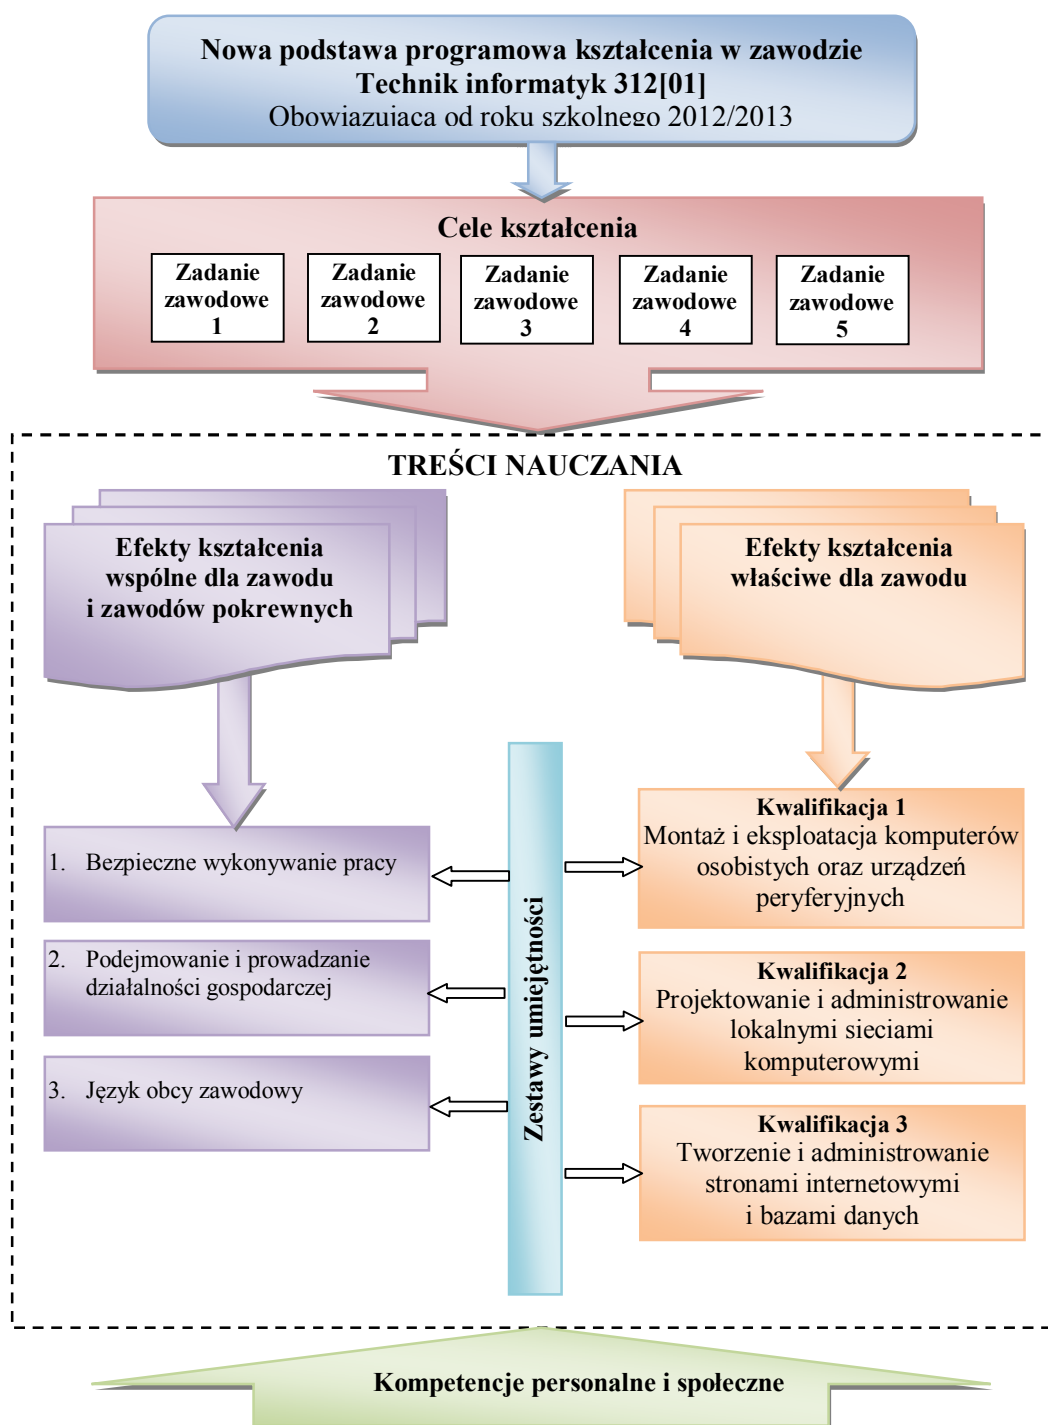 Nowa podstawa programowa kształcenia w zawodzie
Technik informatyk 312[01]
Obowiązująca od roku szkolnego 2012/2013
Cele kształcenia
Zadanie
zawodowe
1
Zadanie
zawodowe
2
Zadanie
zawodowe
3
Zadanie
zawodowe
4
Zadanie
zawodowe
5
TREŚCI NAUCZANIA
Efekty kształcenia
wspólne dla zawodu
i zawodów pokrewnych
Efekty kształcenia
właściwe dla zawodu
1. Bezpieczne wykonywanie pracy
2. Podejmowanie i prowadzanie
działalności gospodarczej
3. Język obcy zawodowy
Zestawy umiejętności
Kwalifikacja 1
Montaż i eksploatacja komputerów
osobistych oraz urządzeń
peryferyjnych
Kwalifikacja 2
Projektowanie i administrowanie
lokalnymi sieciami
komputerowymi
Kwalifikacja 3
Tworzenie i administrowanie
stronami internetowymi
i bazami danych
Kompetencje personalne i społeczne